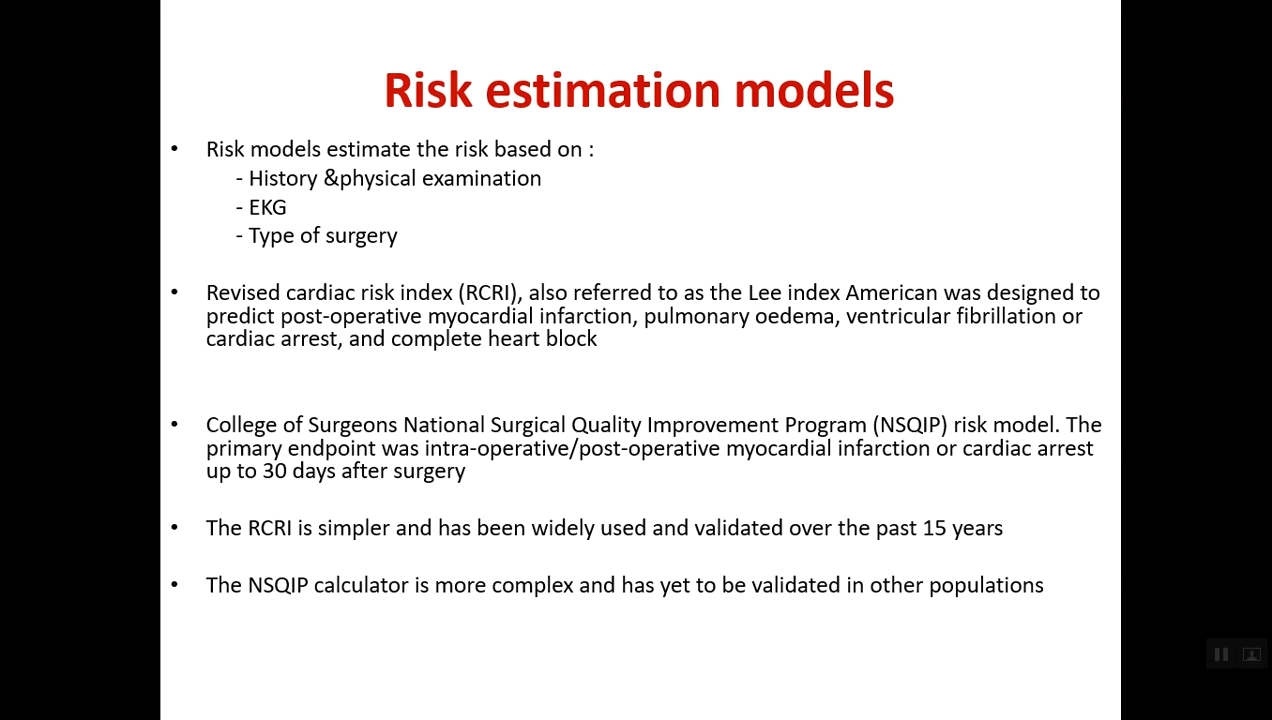 Risk estimation models
• Risk models estimate the risk based on :
- History &physical examination
- EKG
- Type of surgery
• Revised cardiac risk index (RCRI), also referred to as the Lee index American was designed to
predict post-operative myocardial infarction, pulmonary oedema, ventricular fibrillation or
cardiac arrest, and complete heart block
• College of Surgeons National Surgical Quality Improvement Program (NSQIP) risk model. The
primary endpoint was intra-operative/post-operative myocardial infarction or cardiac arrest
up to 30 days after surgery
• The RCRI is simpler and has been widely used and validated over the past 15 years
• The NSQIP calculator is more complex and has yet to be validated in other populations